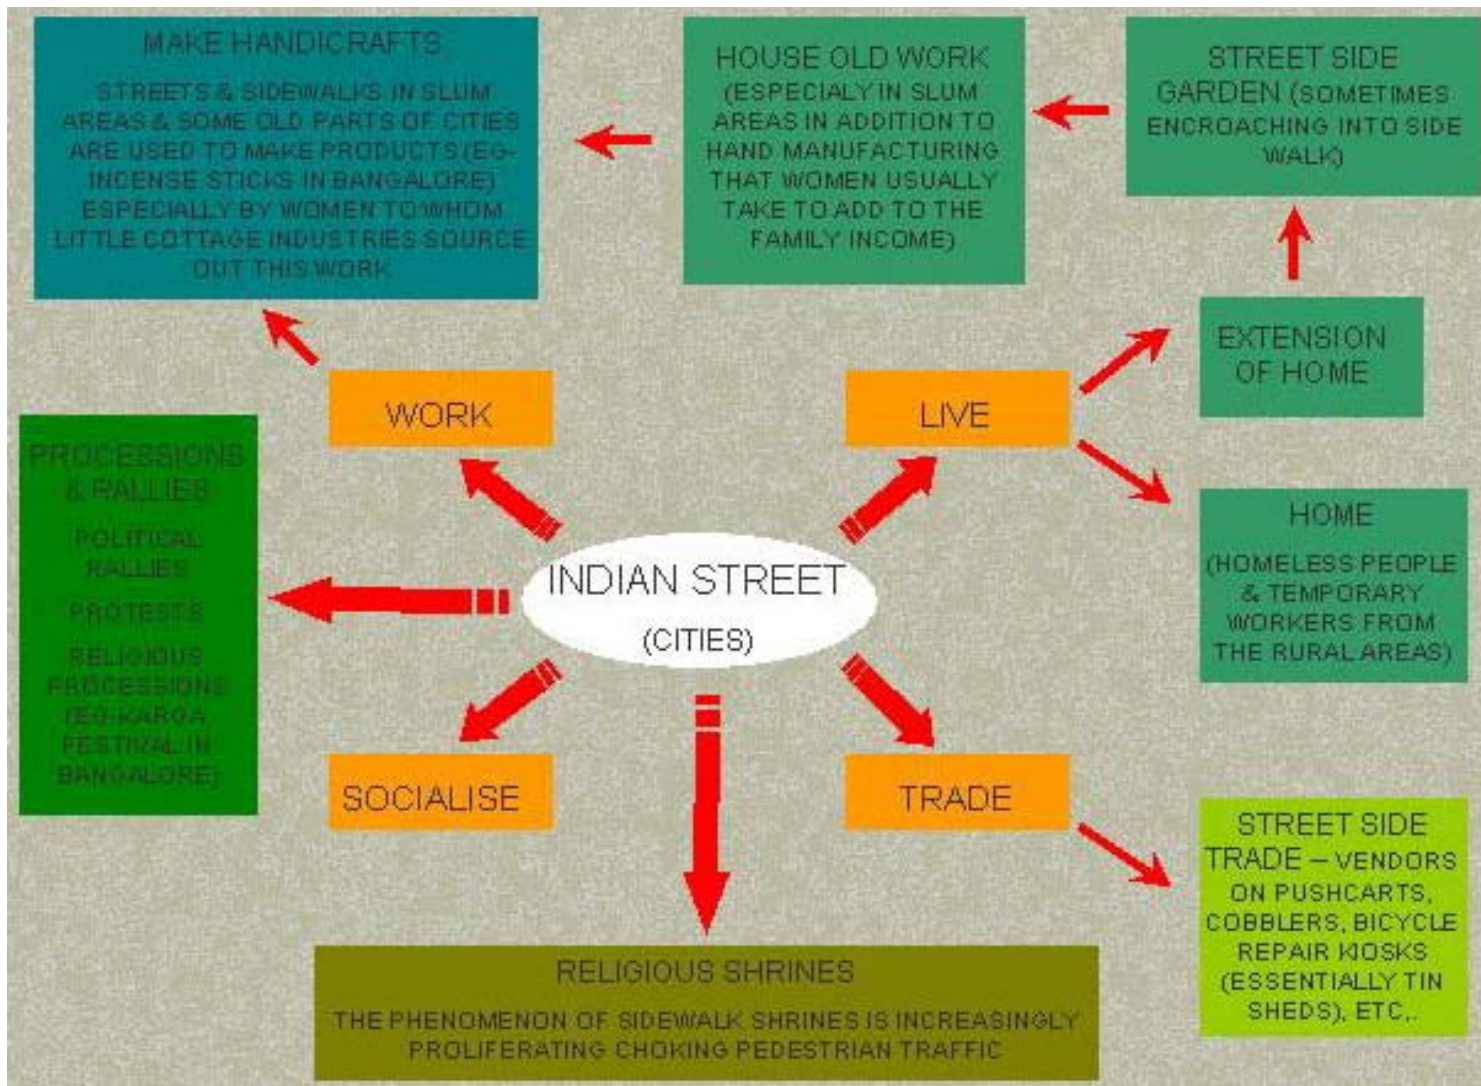 MAKE HANDICRAFTS
STREETS & SIDEWALKS IN SLUM
AREAS & SOME OLD PARTS OF CITIES
ARE USED TO MAKE PRODUCTS (EG-
INCENSE STICKS IN BANGALORE)
ESPECIALLY BY WOMEN TO WHOM
LITTLE COTTAGE INDUSTRIES SOURCE
OUT THIS WORK
HOUSE OLD WORK
(ESPECIALY IN SLUM
AREAS IN ADDITION TO
HAND MANUFACTURING
THAT WOMEN USUALLY
TAKE TO ADD TO THE
FAMILY INCOME)
STREET SIDE
GARDEN (SOMETIMES
ENCROACHING INTO SIDE
WALK)
EXTENSION
OF HOME
WORK
LIVE
PROCESSIONS
& RALLIES
POLITICAL
RALLIES
PROTESTS
RELIGIOUS
PROCESSIONS
(EG-KARGA
FESTIVAL IN
BANGALORE)
INDIAN STREET
(CITIES)
HOME
(HOMELESS PEOPLE
& TEMPORARY
WORKERS FROM
THE RURAL AREAS)
SOCIALISE
TRADE
STREET SIDE
TRADE – VENDORS
ON PUSHCARTS,
COBBLERS, BICYCLE
REPAIR KIOSKS
(ESSENTIALLY TIN
SHEDS), ETC,.
RELIGIOUS SHRINES
THE PHENOMENON OF SIDEWALK SHRINES IS INCREASINGLY
PROLIFERATING CHOKING PEDESTRIAN TRAFFIC